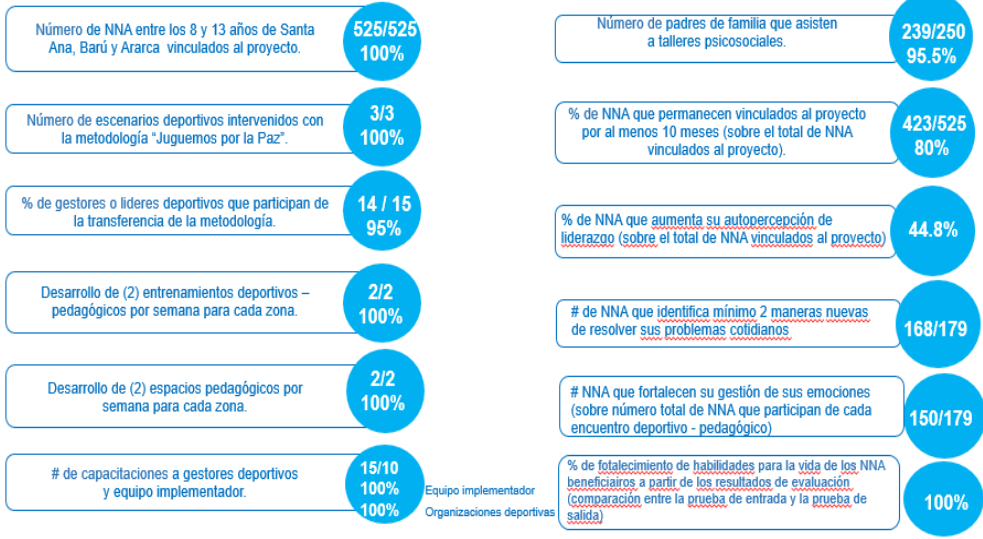 Número de NNA entre los 8 y 13 años de Santa
Ana, Barú y Ararca vinculados al proyecto.
525/525
100%
Número de escenarios deportivos intervenidos con
la metodología “Juguemos por la Paz”.
3/3
100%
% de gestores o lideres deportivos que participan de
la transferencia de la metodología.
14 / 15
95%
Desarrollo de (2) entrenamientos deportivos –
pedagógicos por semana para cada zona.
2/2
100%
Desarrollo de (2) espacios pedagógicos por
semana para cada zona.
2/2
100%
# de capacitaciones a gestores deportivos
y equipo implementador.
15/10
100%
100%
Equipo implementador
Organizaciones deportivas
Número de padres de familia que asisten
a talleres psicosociales.
239/250
95.5%
% de NNA que permanecen vinculados al proyecto
por al menos 10 meses (sobre el total de NNA
vinculados al proyecto).
423/525
80%
% de NNA que aumenta su autopercepción de
liderazgo (sobre el total de NNA vinculados al proyecto)
44.8%
# de NNA que identifica mínimo 2 maneras nuevas
de resolver sus problemas cotidianos
168/179
# NNA que fortalecen su gestión de sus emociones
(sobre número total de NNA que participan de cada
encuentro deportivo - pedagógico)
150/179
% de fotalecimiento de habilidades para la vida de los NNA
beneficiairos a partir de los resultados de evaluación
(comparación entre la prueba de entrada y la prueba de
salida)
100%